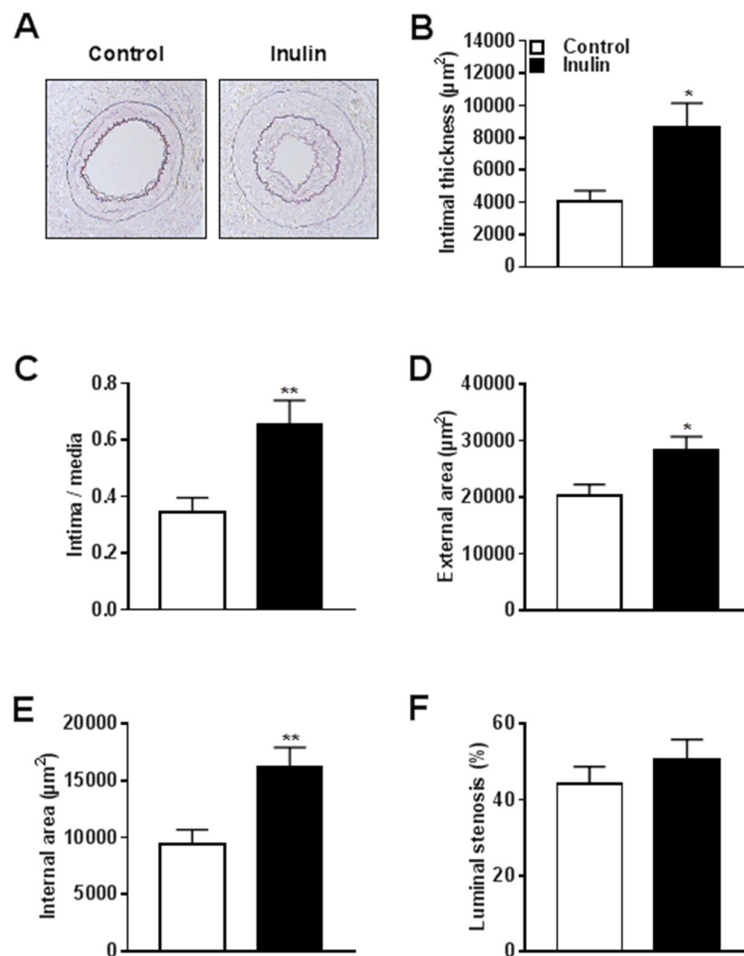 A
Control
Inulin
B
Intimal thickness (µm²)
14000
12000
10000
8000
6000
4000
2000
0
Control
Inulin
*
C
Intima / media
0.8
0.6
0.4
0.2
0.0
**
D
External area (µm²)
40000
30000
20000
10000
0
*
E
Internal area (µm²)
20000
15000
10000
5000
0
**
F
Luminal stenosis (%)
60
40
20
0